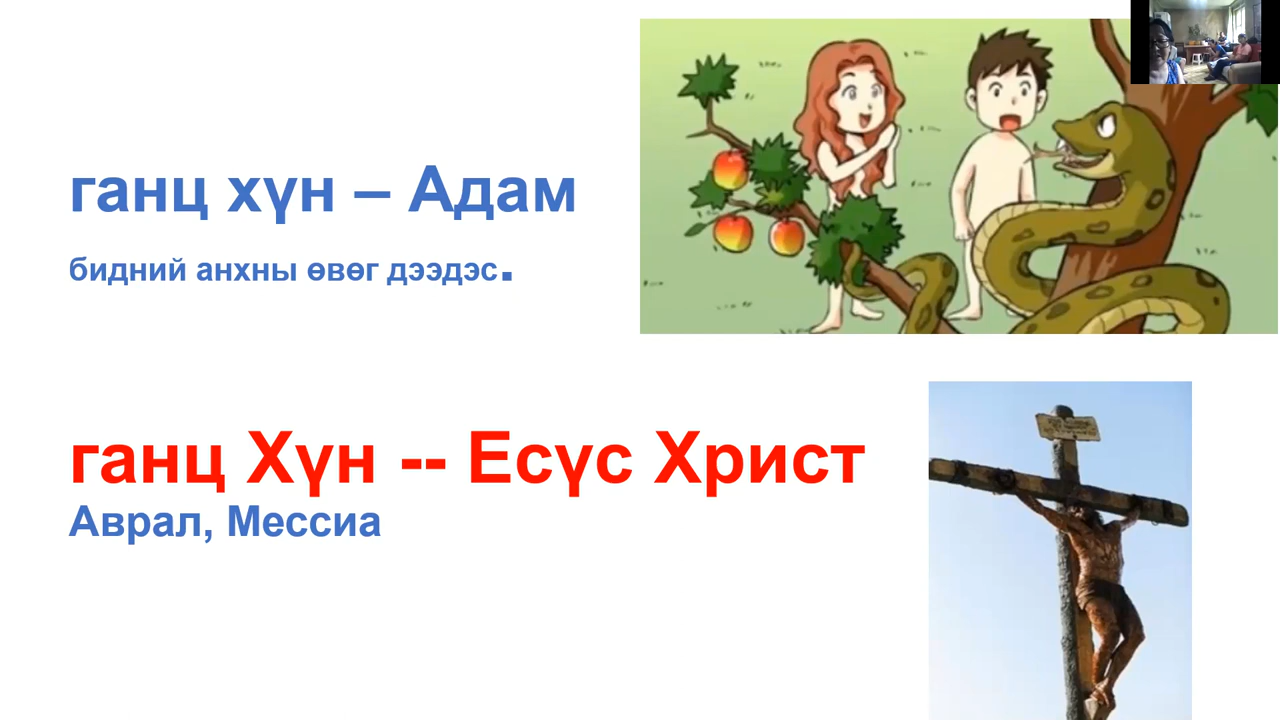 ганц хүн – Адам
бидний анхны өвөг дээдэс.
ганц Хүн -- Есүс Христ
Аврал, Мессиа